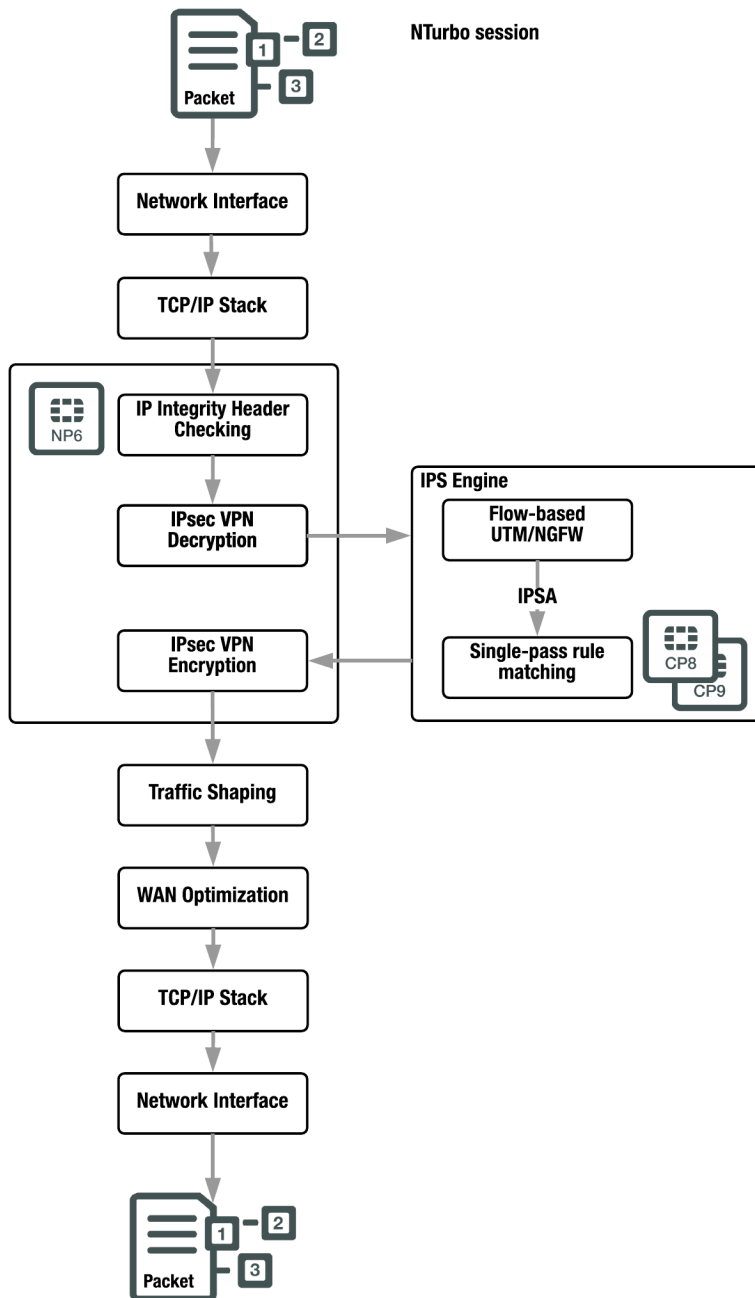 NTurbo session
1
2
3
Packet
Network Interface
TCP/IP Stack
NP6
IP Integrity Header
Checking
IPsec VPN
Decryption
IPS Engine
Flow-based
UTM/NGFW
IPSA
Single-pass rule
matching
CP8
CP9
IPsec VPN
Encryption
Traffic Shaping
WAN Optimization
TCP/IP Stack
Network Interface
1
2
3
Packet